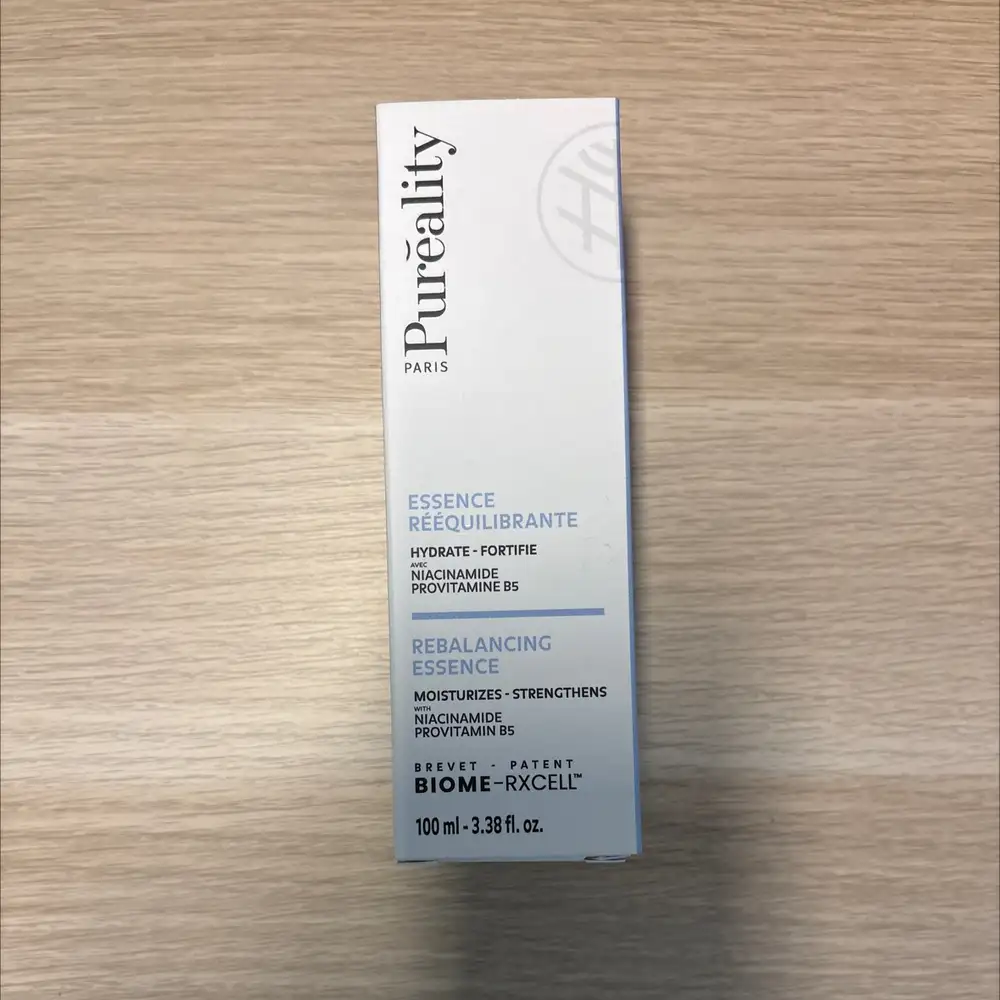 Purĕality
PARIS
ESSENCE
RÉÉQUILIBRANTE
HYDRATE - FORTIFIE
AVEC
NIACINAMIDE
PROVITAMINE B5
REBALANCING
ESSENCE
MOISTURIZES - STRENGTHENS
WITH
NIACINAMIDE
PROVITAMIN B5
BREVET - PATENT
BIOME-RXCELL™
100 ml - 3.38 fl. oz.